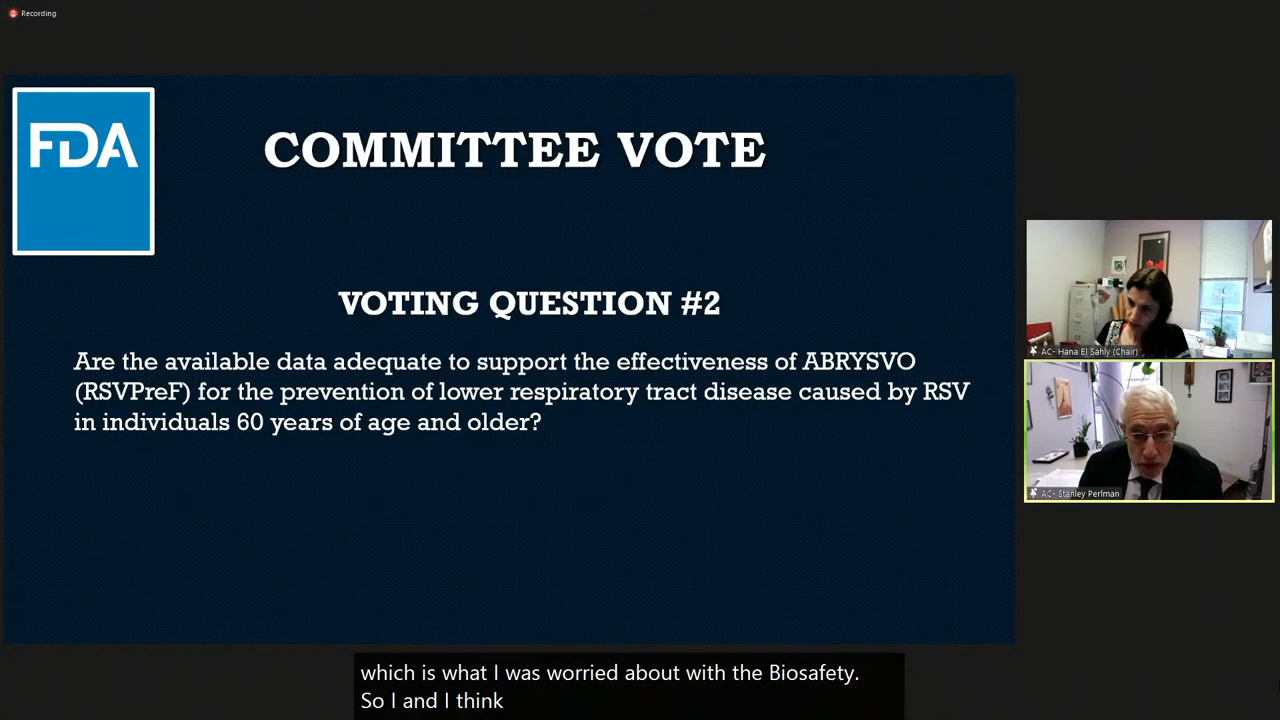 Recording
FDA
COMMITTEE VOTE
VOTING QUESTION #2
Are the available data adequate to support the effectiveness of ABRYSVO
(RSVPreF) for the prevention of lower respiratory tract disease caused by RSV
in individuals 60 years of age and older?
AC- Hana El Sahly (Chair)
AC- Stanley Perlman
which is what I was worried about with the Biosafety.
So I and I think